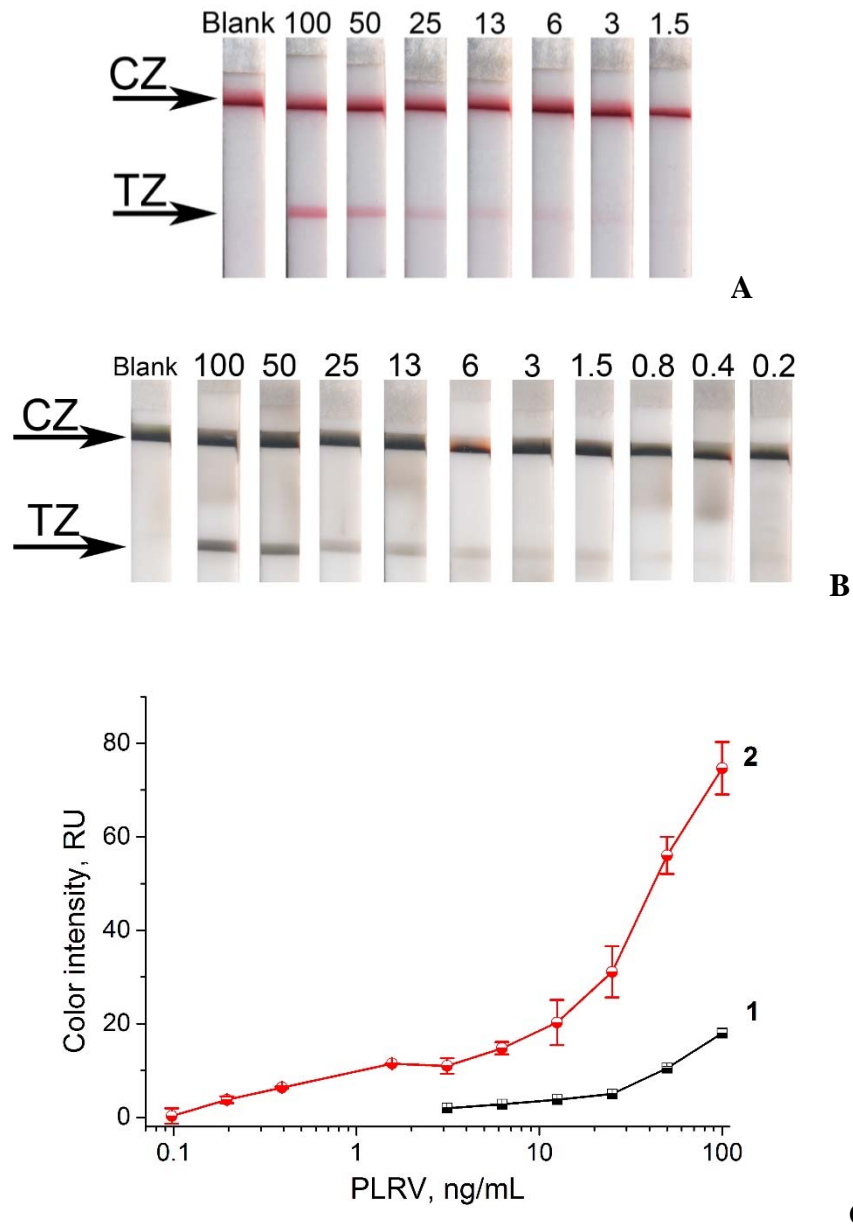 Blank 100 50 25 13 6 3 1.5
CZ
TZ
A
Blank 100 50 25 13 6 3 1.5 0.8 0.4 0.2
CZ
TZ
B
80
60
40
20
0
Color intensity, RU
2
1
0.1 1 10 100
PLRV, ng/mL